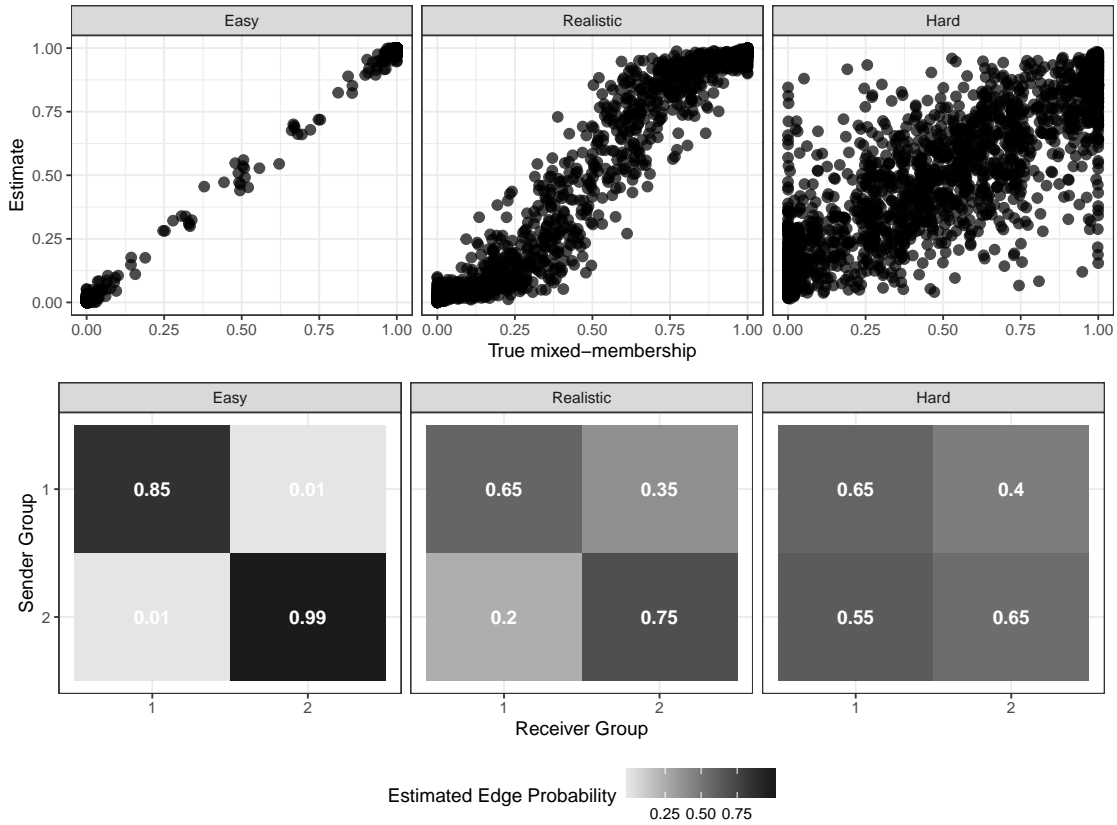 Easy Realistic Hard
1.00
0.75
0.50
0.25
0.00
Estimate
0.00 0.25 0.50 0.75 1.00 0.00 0.25 0.50 0.75 1.00 0.00 0.25 0.50 0.75 1.00
True mixed−membership
Easy Realistic Hard
1 0.85 0.01 0.65 0.35 0.65 0.4
Sender Group
2 0.01 0.99 0.2 0.75 0.55 0.65
1 2 1 2 1 2
Receiver Group
Estimated Edge Probability
0.25 0.50 0.75